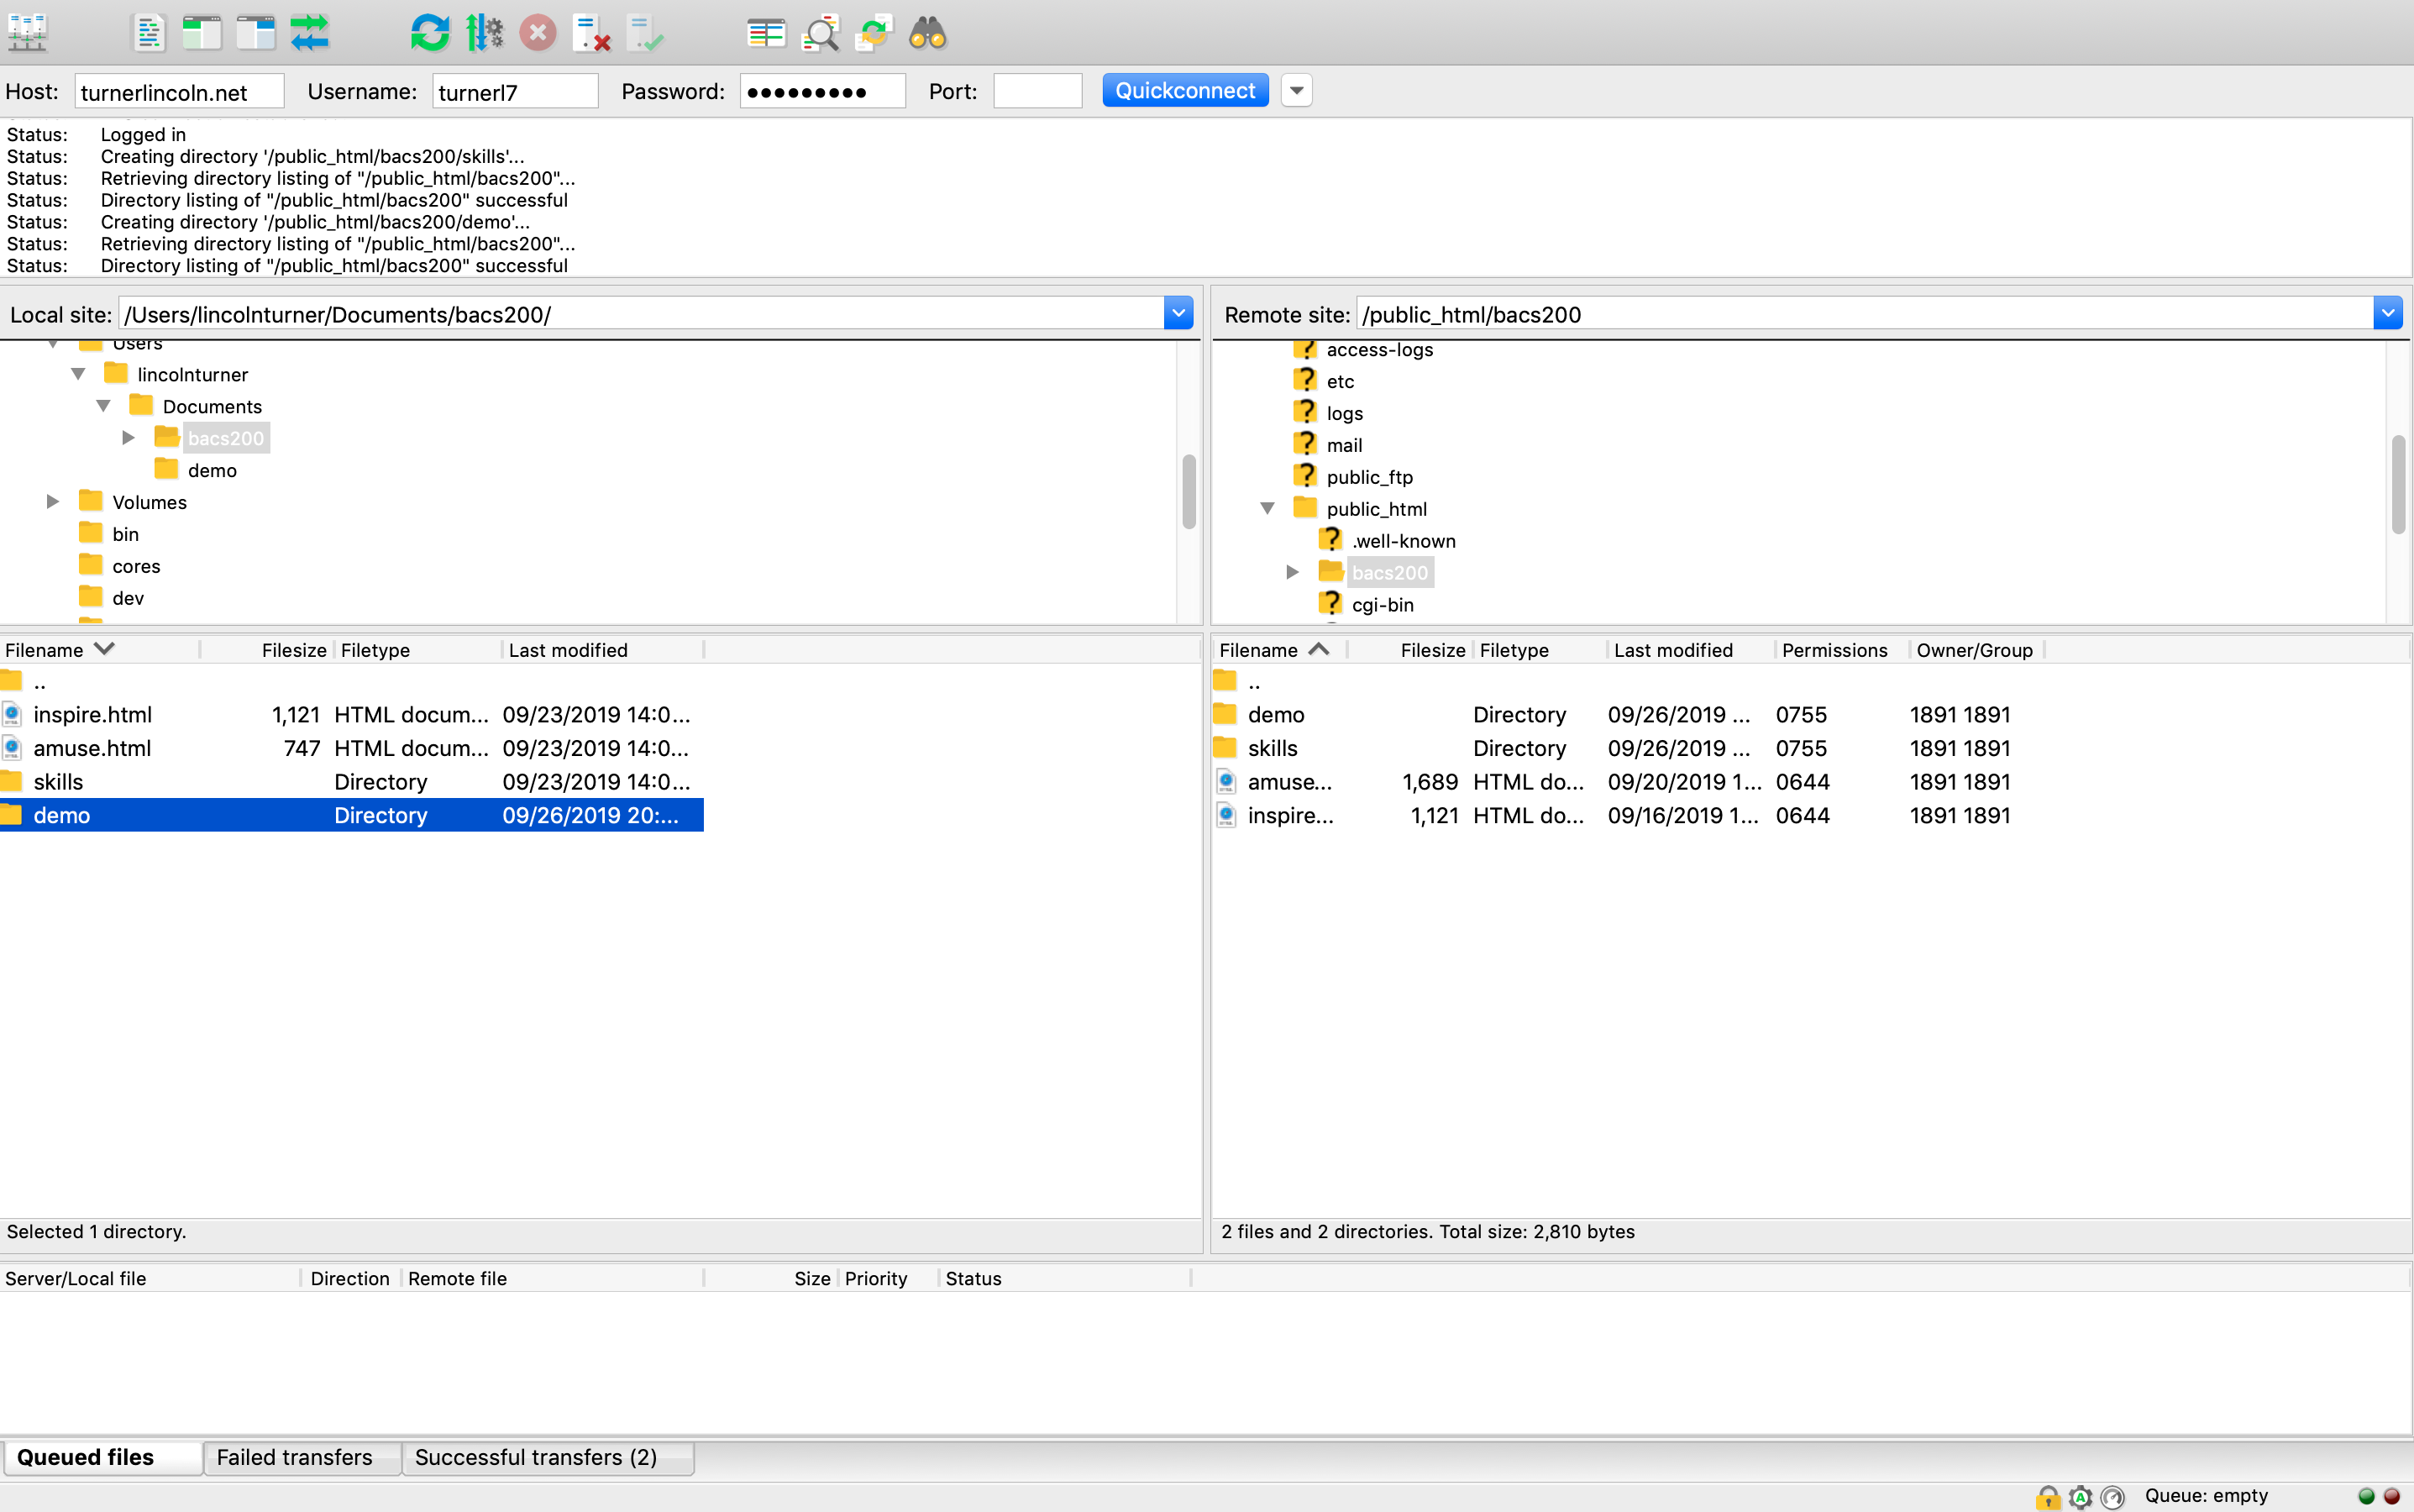 Host: turnerlincoln.net Username: turnerl7 Password: ●●●●●●●●● Port: Quickconnect
Status: Logged in
Status: Creating directory '/public_html/bacs200/skills'...
Status: Retrieving directory listing of "/public_html/bacs200"...
Status: Directory listing of "/public_html/bacs200" successful
Status: Creating directory '/public_html/bacs200/demo'...
Status: Retrieving directory listing of "/public_html/bacs200"...
Status: Directory listing of "/public_html/bacs200" successful
Local site: /Users/lincolnturner/Documents/bacs200/
Users
lincolnturner
Documents
bacs200
demo
Volumes
bin
cores
dev
Filename Filesize Filetype Last modified
..
inspire.html 1,121 HTML docum... 09/23/2019 14:0...
amuse.html 747 HTML docum... 09/23/2019 14:0...
skills Directory 09/23/2019 14:0...
demo Directory 09/26/2019 20:...
Selected 1 directory.
Remote site: /public_html/bacs200
access-logs
etc
logs
mail
public_ftp
public_html
.well-known
bacs200
cgi-bin
Filename Filesize Filetype Last modified Permissions Owner/Group
..
demo Directory 09/26/2019 ... 0755 1891 1891
skills Directory 09/26/2019 ... 0755 1891 1891
amuse... 1,689 HTML do... 09/20/2019 1... 0644 1891 1891
inspire... 1,121 HTML do... 09/16/2019 1... 0644 1891 1891
2 files and 2 directories. Total size: 2,810 bytes
Server/Local file Direction Remote file Size Priority Status
Queued files Failed transfers Successful transfers (2)
Queue: empty